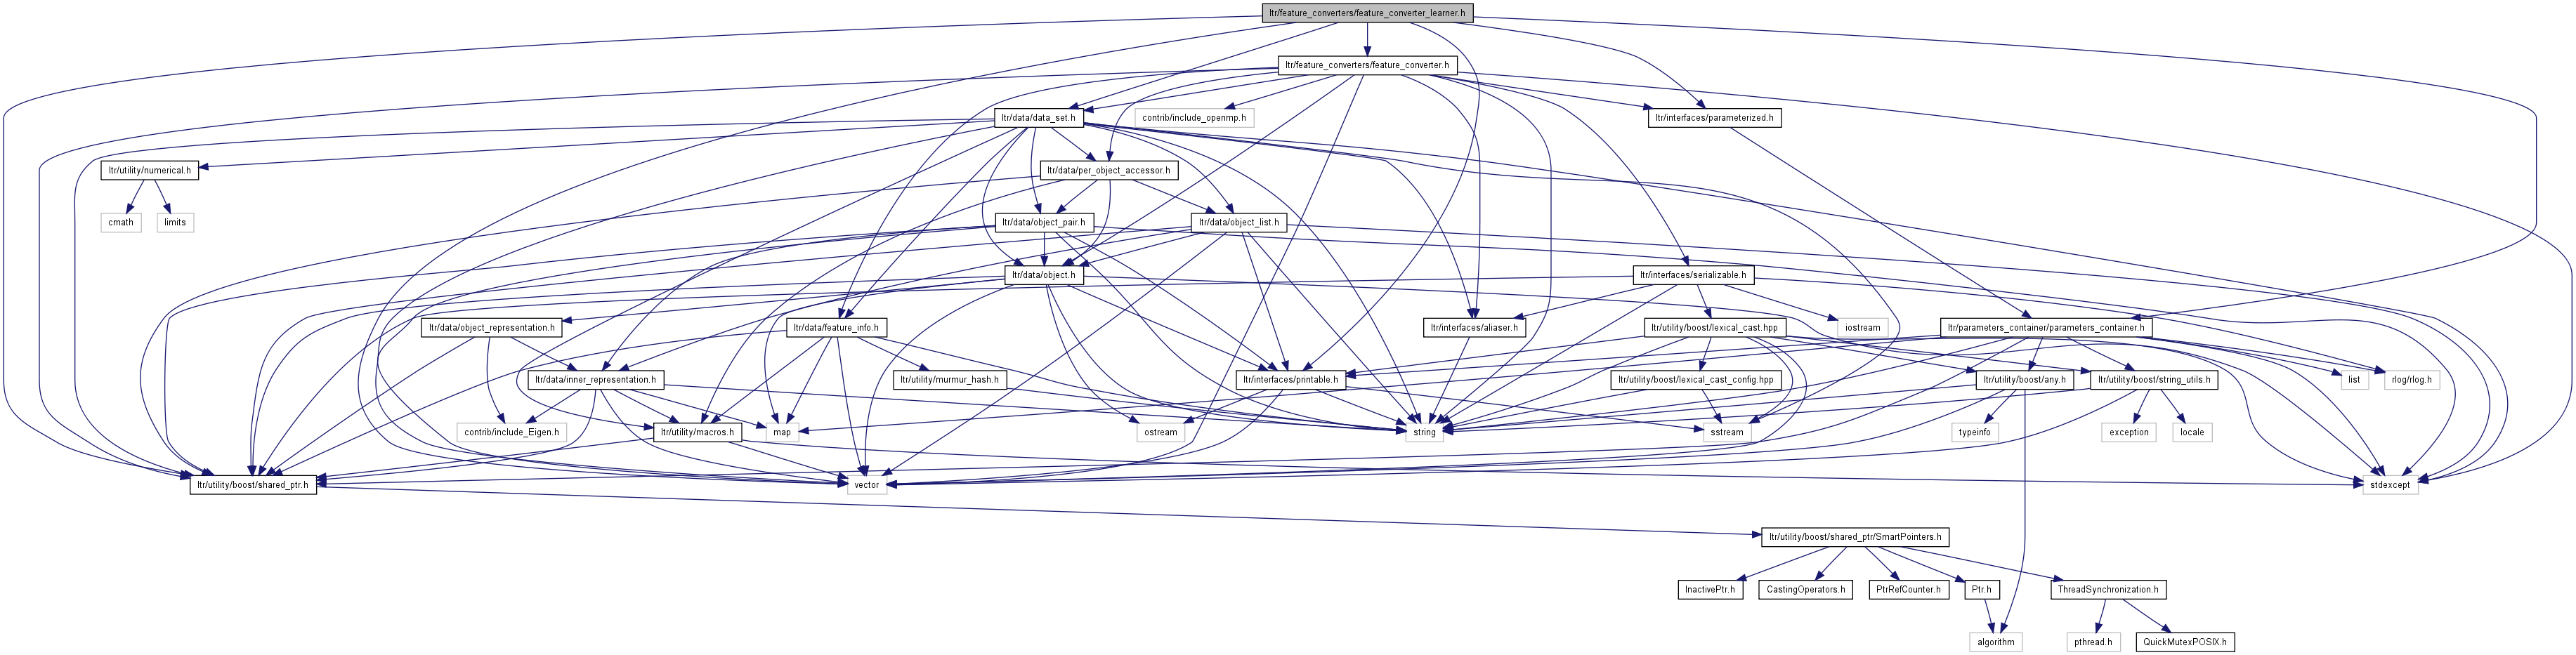 ltr/feature_converters/feature_converter_learner.h
ltr/feature_converters/feature_converter.h
ltr/data/data_set.h
contrib/include_openmp.h
ltr/interfaces/parameterized.h
ltr/utility/numerical.h
ltr/data/per_object_accessor.h
cmath
limits
ltr/data/object_pair.h
ltr/data/object_list.h
ltr/data/object.h
ltr/interfaces/serializable.h
ltr/data/object_representation.h
ltr/data/feature_info.h
ltr/interfaces/aliaser.h
ltr/utility/boost/lexical_cast.hpp
iostream
ltr/parameters_container/parameters_container.h
ltr/data/inner_representation.h
ltr/utility/murmur_hash.h
ltr/interfaces/printable.h
ltr/utility/boost/lexical_cast_config.hpp
ltr/utility/boost/any.h
ltr/utility/boost/string_utils.h
list
rlog/rlog.h
contrib/include_Eigen.h
ltr/utility/macros.h
map
ostream
string
sstream
typeinfo
exception
locale
ltr/utility/boost/shared_ptr.h
vector
stdexcept
ltr/utility/boost/shared_ptr/SmartPointers.h
InactivePtr.h
CastingOperators.h
PtrRefCounter.h
Ptr.h
ThreadSynchronization.h
algorithm
pthread.h
QuickMutexPOSIX.h